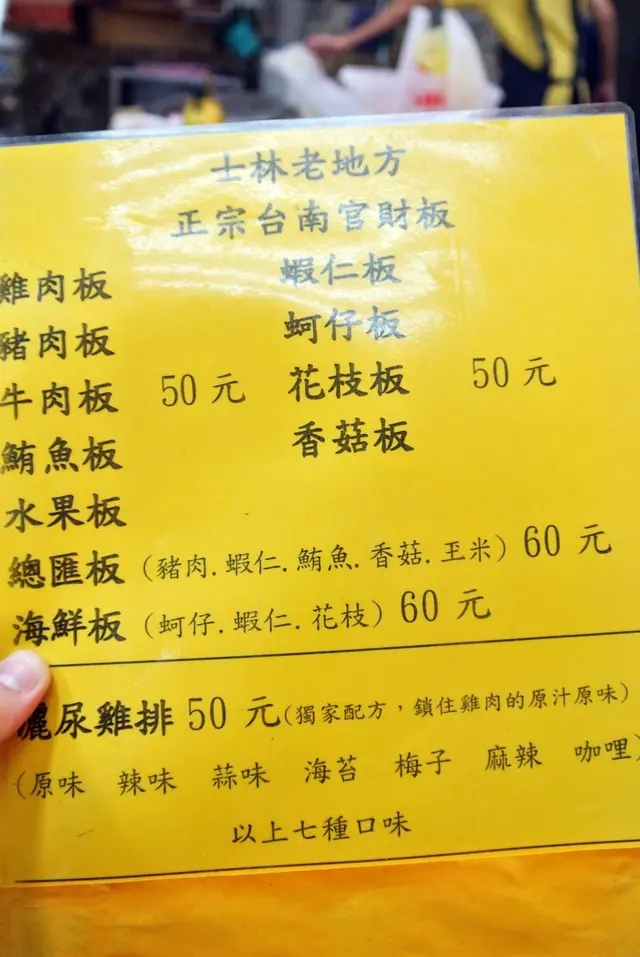 士林老地方
正宗台南官財板
雞肉板 蝦仁板
豬肉板 蚵仔板
牛肉板 50元 花枝板 50元
鮪魚板 香菇板
水果板
總匯板 (豬肉.蝦仁.鮪魚.香菇.玉米) 60元
海鮮板 (蚵仔.蝦仁.花枝) 60元
灑尿雞排 50元 (獨家配方，鎖住雞肉的原汁原味)
(原味 辣味 蒜味 海苔 梅子 麻辣 咖哩)
以上七種口味